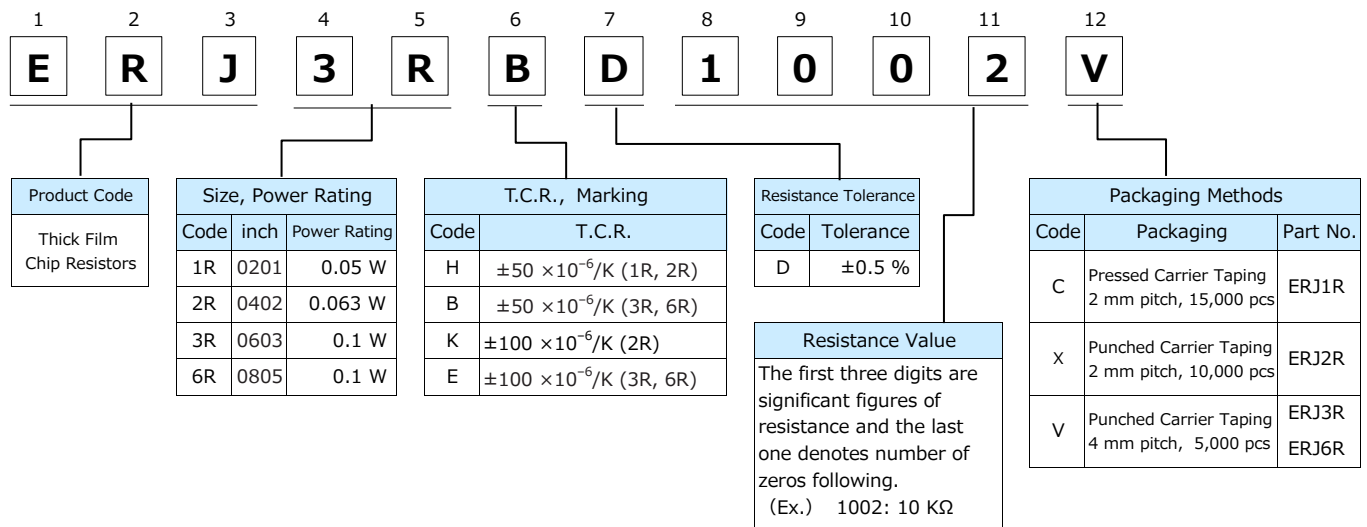 1 2 3 4 5 6 7 8 9 10 11 12
E R J 3 R B D 1 0 0 2 V
Product Code
Thick Film
Chip Resistors
Size, Power Rating
Code inch Power Rating
1R 0201 0.05 W
2R 0402 0.063 W
3R 0603 0.1 W
6R 0805 0.1 W
T.C.R., Marking
Code T.C.R.
H ±50 ×10⁻⁶/K (1R, 2R)
B ±50 ×10⁻⁶/K (3R, 6R)
K ±100 ×10⁻⁶/K (2R)
E ±100 ×10⁻⁶/K (3R, 6R)
Resistance Tolerance
Code Tolerance
D ±0.5 %
Resistance Value
The first three digits are
significant figures of
resistance and the last
one denotes number of
zeros following.
(Ex.) 1002: 10 KΩ
Packaging Methods
Code Packaging Part No.
C Pressed Carrier Taping
2 mm pitch, 15,000 pcs ERJ1R
X Punched Carrier Taping
2 mm pitch, 10,000 pcs ERJ2R
V Punched Carrier Taping
4 mm pitch, 5,000 pcs ERJ3R
ERJ6R